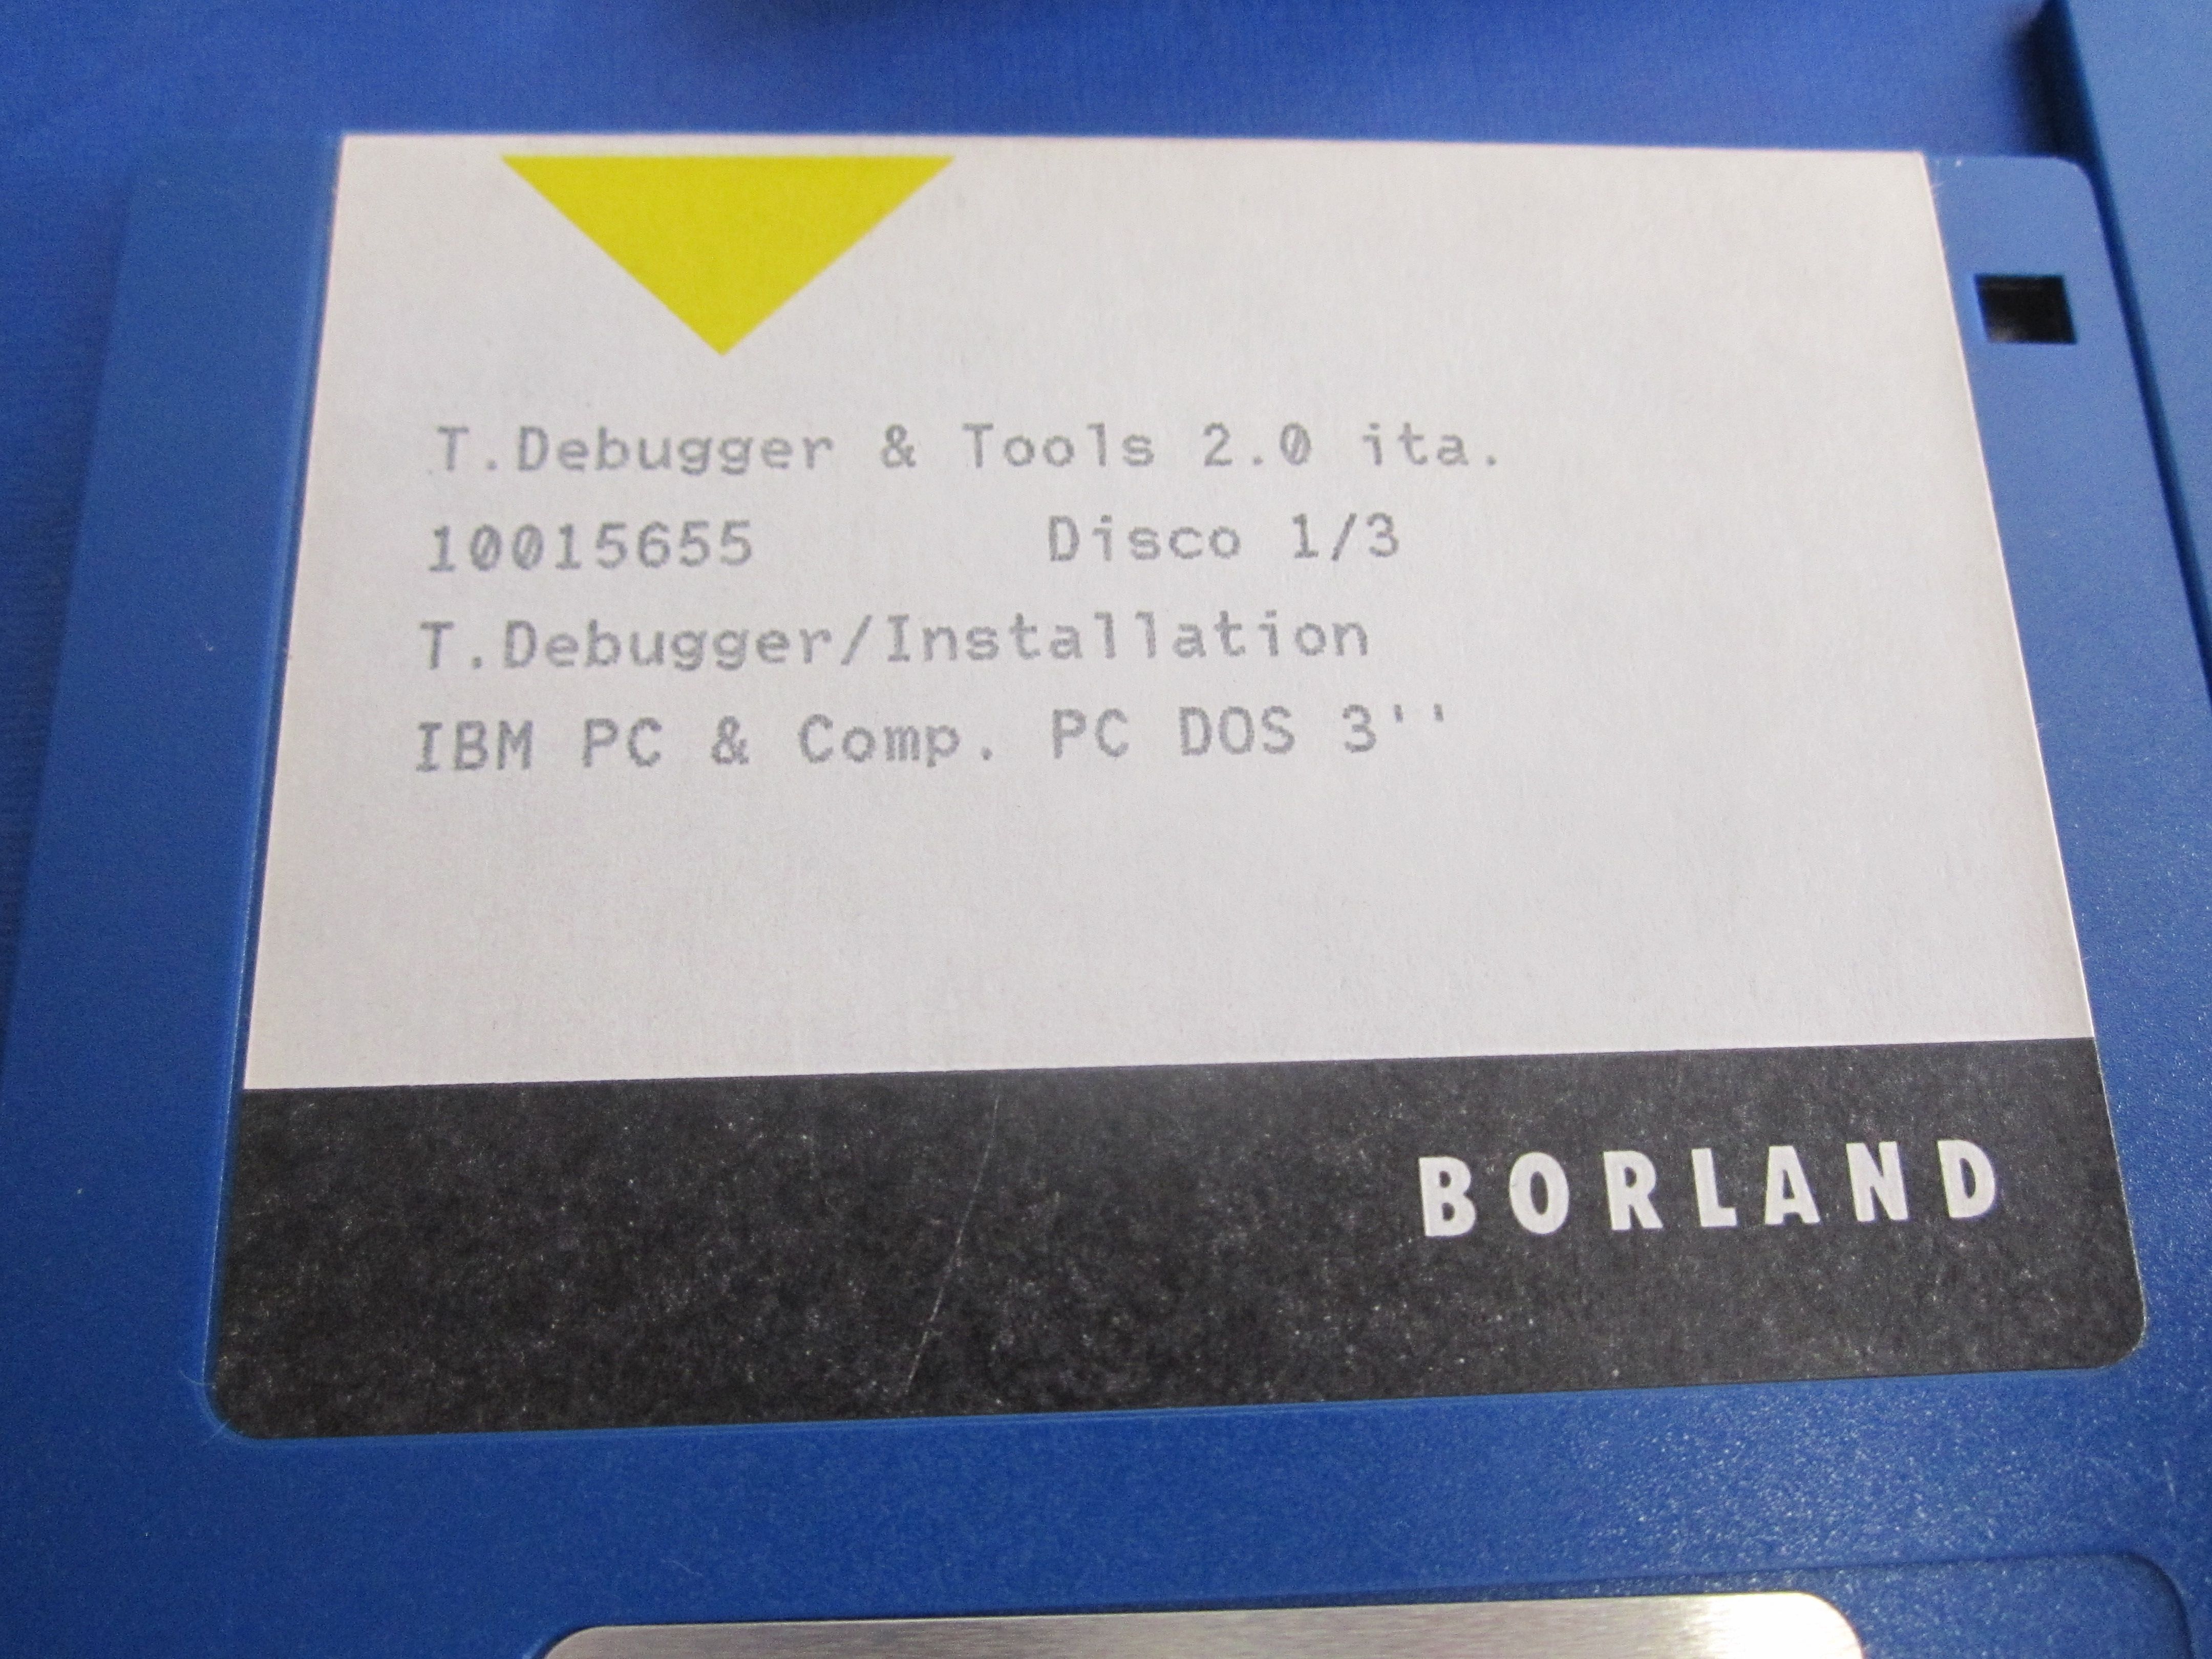 T.Debugger & Tools 2.0 ita.
10015655 Disco 1/3
T.Debugger/Installation
IBM PC & Comp. PC DOS 3''
BORLAND